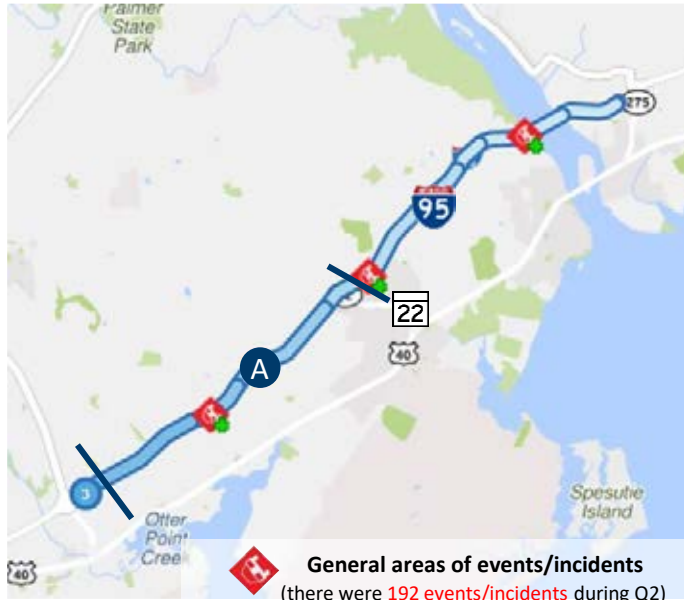 Palmer
State
Park
275
95
22
40
A
3
Otter
Point
Creek
Spesutie
Island
40
General areas of events/incidents
(there were 192 events/incidents during Q2)